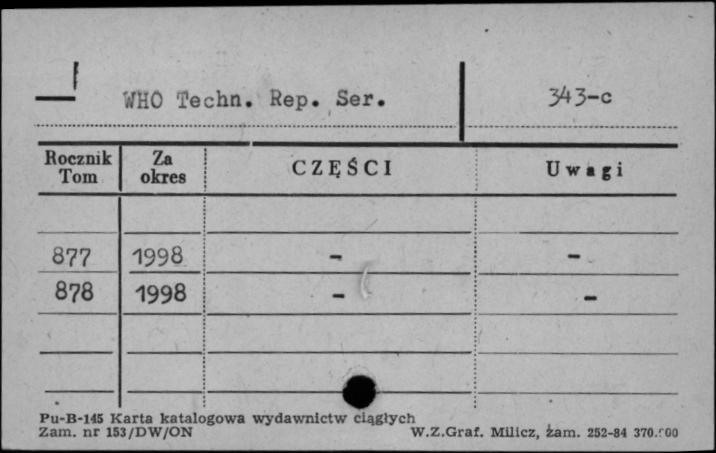 WHO Techn. Rep. Ser. 343-c
Rocznik Tom Za okres CZĘŚCI Uwagi
877 1998 - -
878 1998 - -
Pu-B-145 Karta katalogowa wydawnictw ciągłych
Zam. nr 153/DW/ON W.Z.Graf. Milicz, zam. 252-84